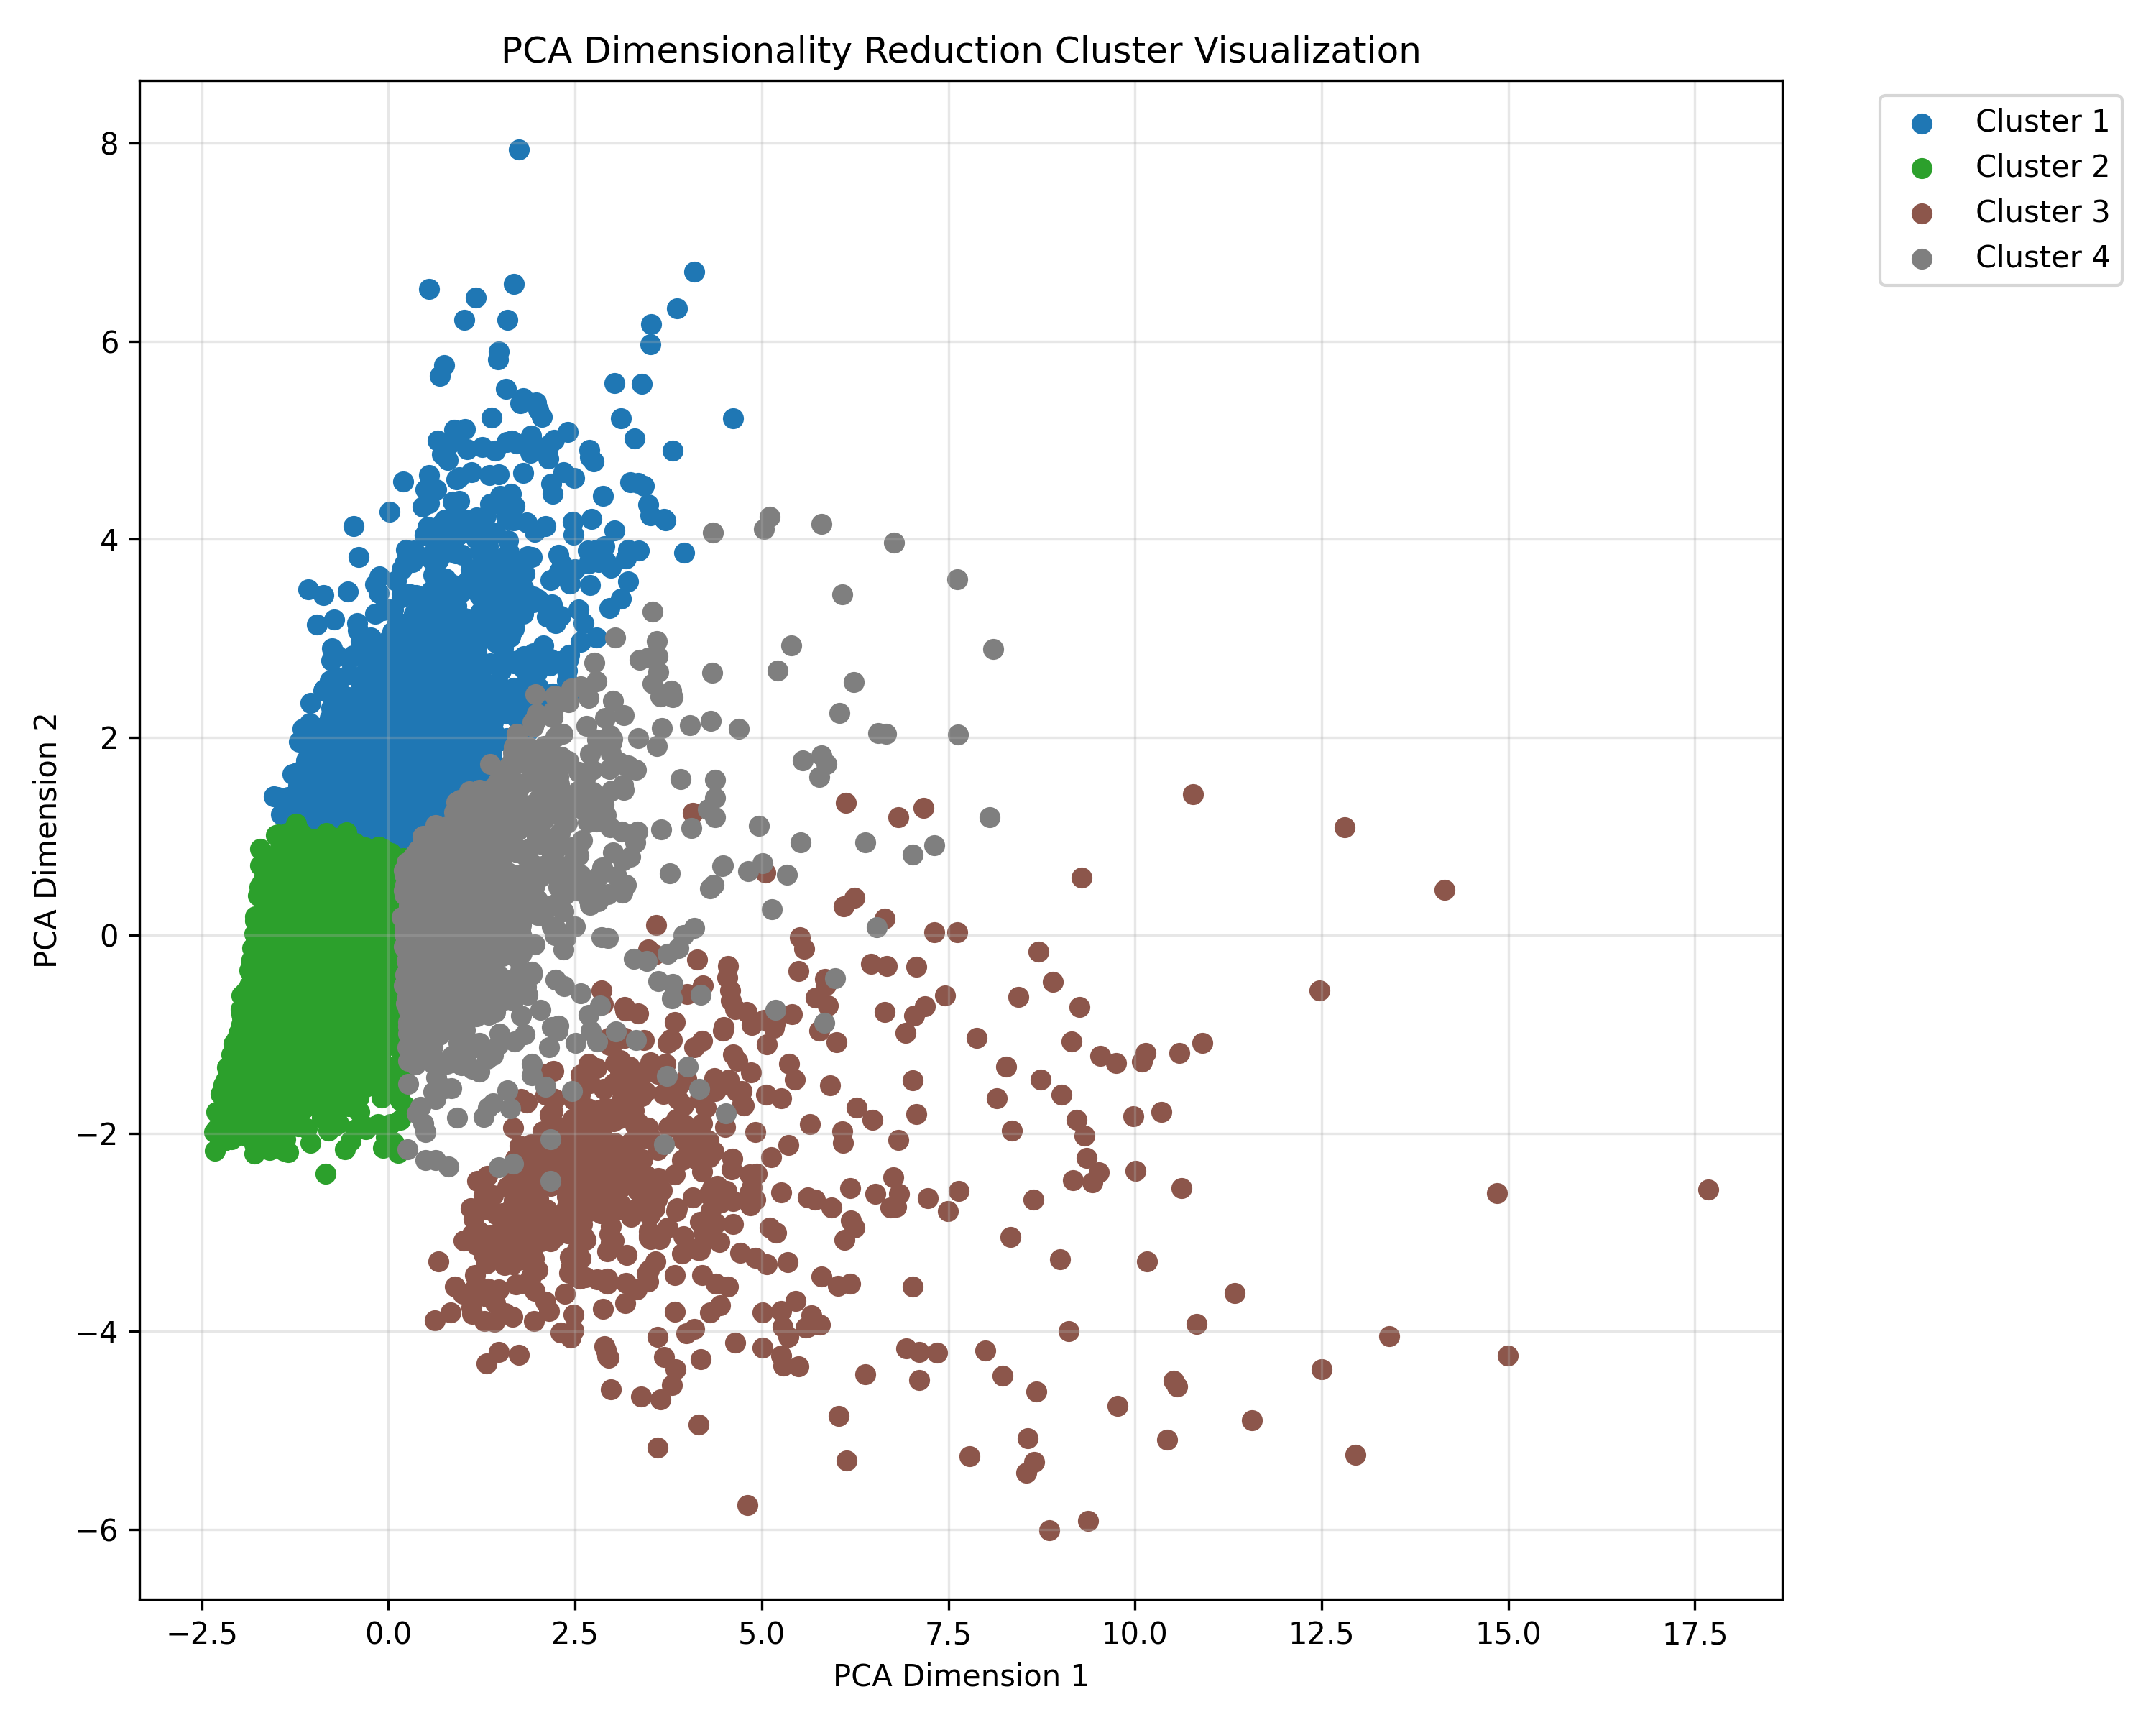 PCA Dimensionality Reduction Cluster Visualization
Cluster 1
Cluster 2
Cluster 3
Cluster 4
8
6
4
2
0
−2
−4
−6
PCA Dimension 2
−2.5 0.0 2.5 5.0 7.5 10.0 12.5 15.0 17.5
PCA Dimension 1